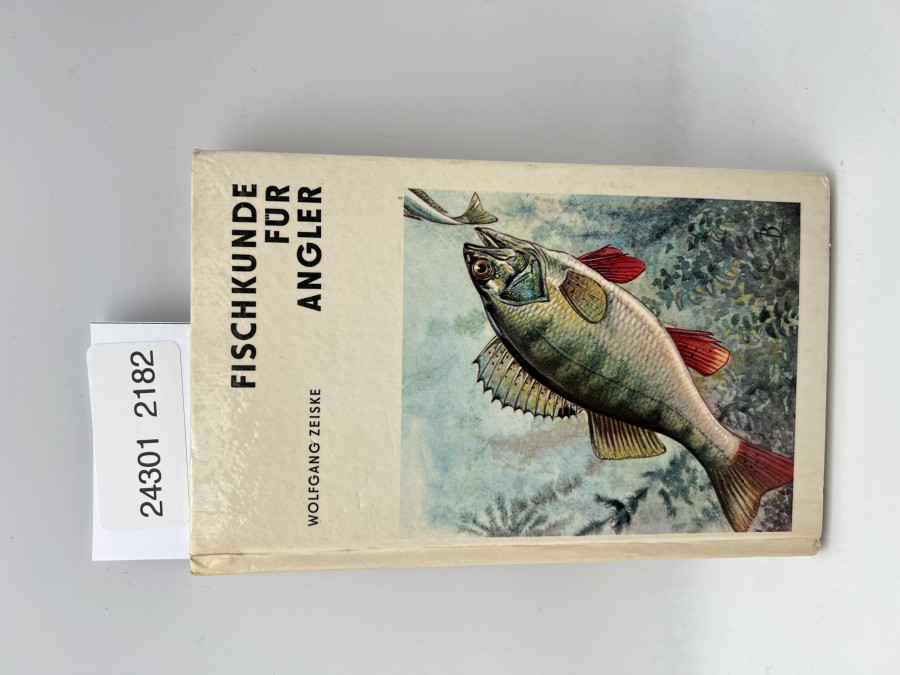 FISCHKUNDE
FÜR
ANGLER
WOLFGANG ZEISKE
24301 2182